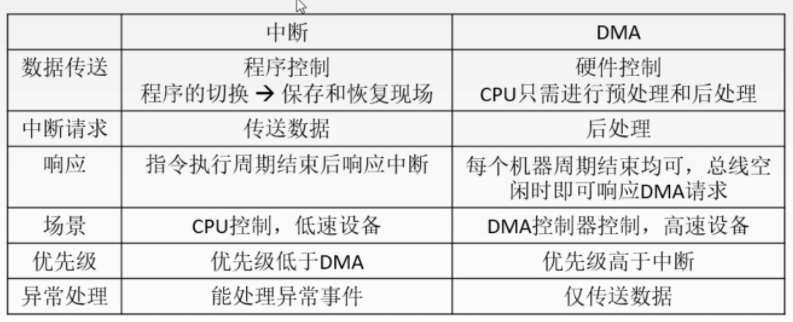 中断 DMA
数据传送 程序控制 硬件控制
程序的切换 → 保存和恢复现场 CPU只需进行预处理和后处理
中断请求 传送数据 后处理
响应 指令执行周期结束后响应中断 每个机器周期结束均可，总线空
闲时即可响应DMA请求
场景 CPU控制，低速设备 DMA控制器控制，高速设备
优先级 优先级低于DMA 优先级高于中断
异常处理 能处理异常事件 仅传送数据